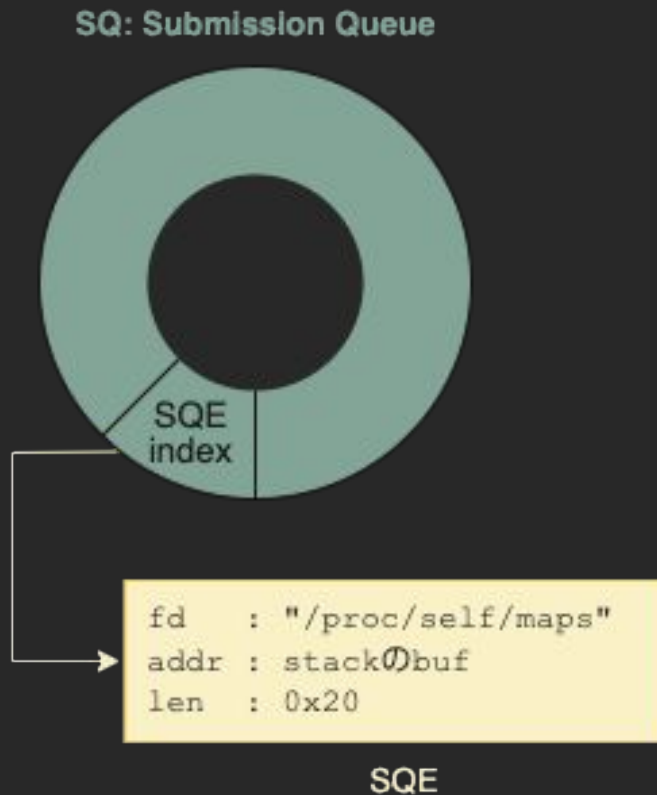 SQ: Submission Queue
SQE
index
fd   : "/proc/self/maps"
addr : stackのbuf
len  : 0x20
SQE